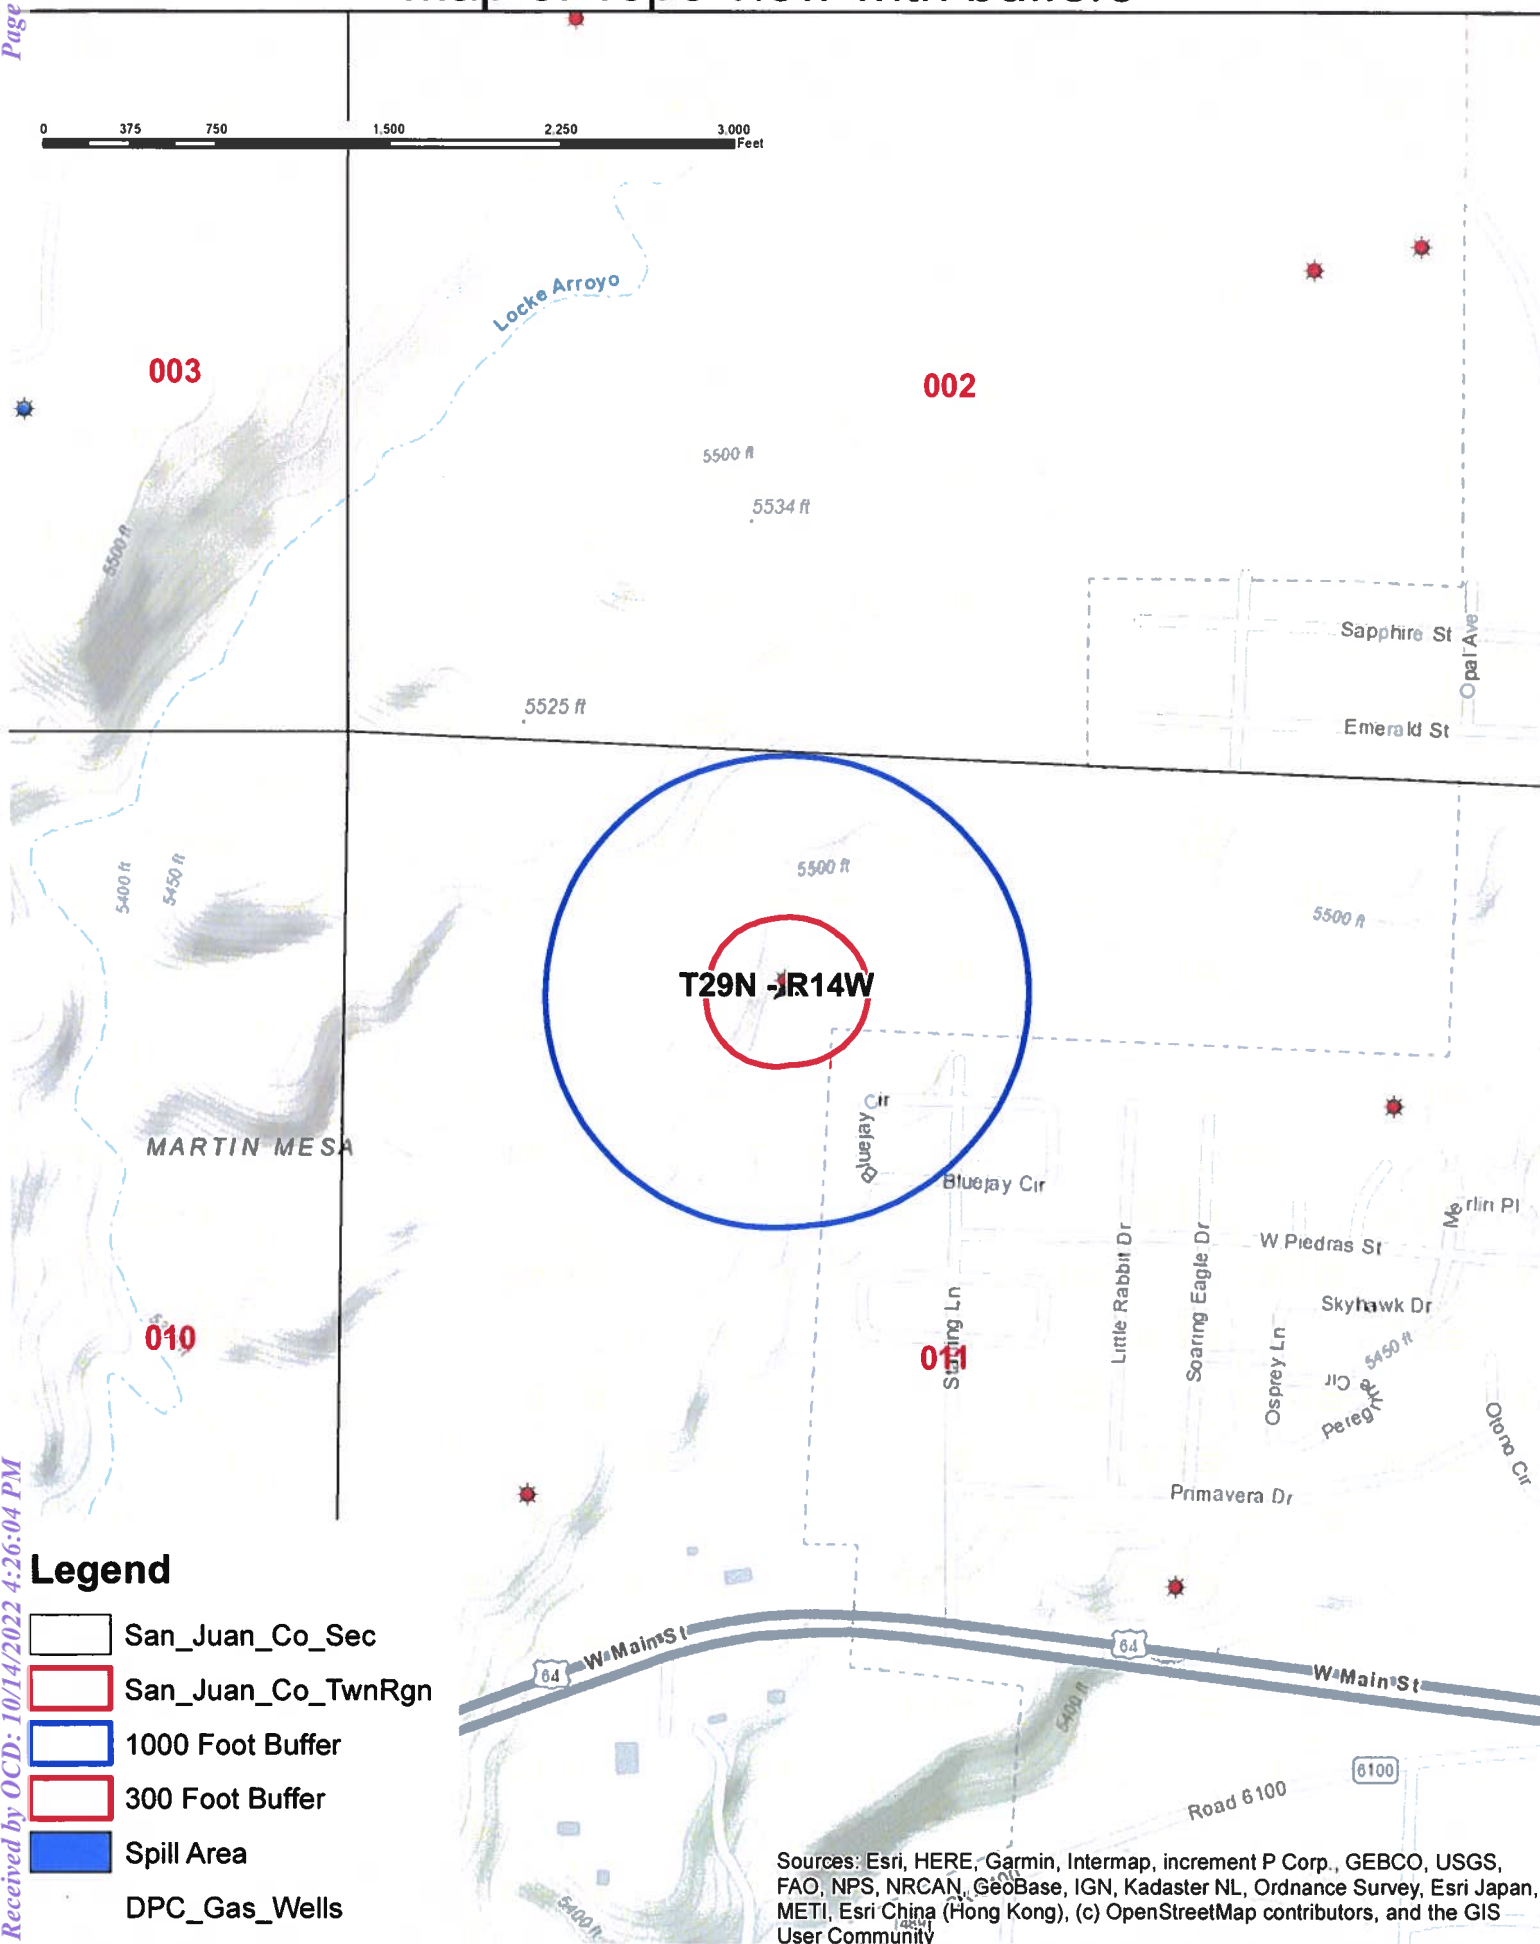 Page
0 375 750 1,500 2,250 3,000
Feet
Locke Arroyo
003
002
5500 ft
5534 ft
5500 ft
Sapphire St
Opal Ave
5525 ft
Emerald St
5400 ft
5450 ft
5500 ft
5500 ft
T29N - R14W
Bluejay Cir
MARTIN MESA
Bluejay Cir
Merlin Pl
W Piedras St
Little Rabbit Dr
Soaring Eagle Dr
Skyhawk Dr
010
011
5450 ft
Osprey Ln
Otono Cir
Primavera Dr
Received by OCD: 10/14/2022 4:26:04 PM
Legend
San_Juan_Co_Sec
San_Juan_Co_TwnRgn
1000 Foot Buffer
300 Foot Buffer
Spill Area
DPC_Gas_Wells
64
W Main St
64
W Main St
5400 ft
6100
Road 6100
5400 ft
Sources: Esri, HERE, Garmin, Intermap, increment P Corp., GEBCO, USGS,
FAO, NPS, NRCAN, GeoBase, IGN, Kadaster NL, Ordnance Survey, Esri Japan,
METI, Esri China (Hong Kong), (c) OpenStreetMap contributors, and the GIS
User Community